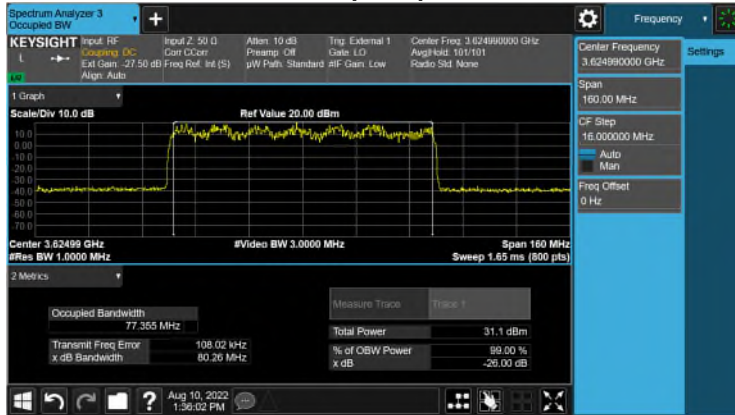 Spectrum Analyzer 3
Occupied BW
Frequency
KEYSIGHT
L
Input: RF
Coupling: DC
Ext Gain: -27.50 dB
Align: Auto
Input Z: 50 Ω
Corr CCorr
Freq Ref: Int (S)
Atten: 10 dB
Preamp: Off
µW Path: Standard
Trig: External 1
Gate: LO
#IF Gain: Low
Center Freq: 3.624990000 GHz
Avg|Hold: 101/101
Radio Std: None
Center Frequency
3.624990000 GHz
Settings
Span
160.00 MHz
CF Step
16.000000 MHz
Auto
Man
Freq Offset
0 Hz
1 Graph
Scale/Div 10.0 dB
Ref Value 20.00 dBm
10.0
0.00
-10.0
-20.0
-30.0
-40.0
-50.0
-60.0
-70.0
Center 3.62499 GHz
#Video BW 3.0000 MHz
Span 160 MHz
#Res BW 1.0000 MHz
Sweep 1.65 ms (800 pts)
2 Metrics
Occupied Bandwidth
77.355 MHz
Transmit Freq Error
108.02 kHz
x dB Bandwidth
80.26 MHz
Measure Trace
Trace 1
Total Power
31.1 dBm
% of OBW Power
99.00 %
x dB
-26.00 dB
?
Aug 10, 2022
1:36:02 PM